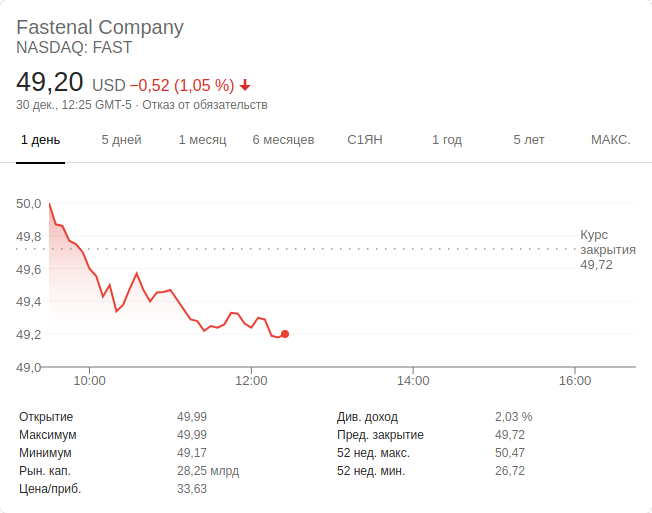 Fastenal Company
NASDAQ: FAST
49,20 USD −0,52 (1,05 %)
30 дек., 12:25 GMT-5 · Отказ от обязательств
1 день 5 дней 1 месяц 6 месяцев С1ЯН 1 год 5 лет МАКС.
50,0
49,8
49,6
49,4
49,2
49,0
Курс
закрытия
49,72
10:00 12:00 14:00 16:00
Открытие 49,99 Див. доход 2,03 %
Максимум 49,99 Пред. закрытие 49,72
Минимум 49,17 52 нед. макс. 50,47
Рын. кап. 28,25 млрд 52 нед. мин. 26,72
Цена/приб. 33,63